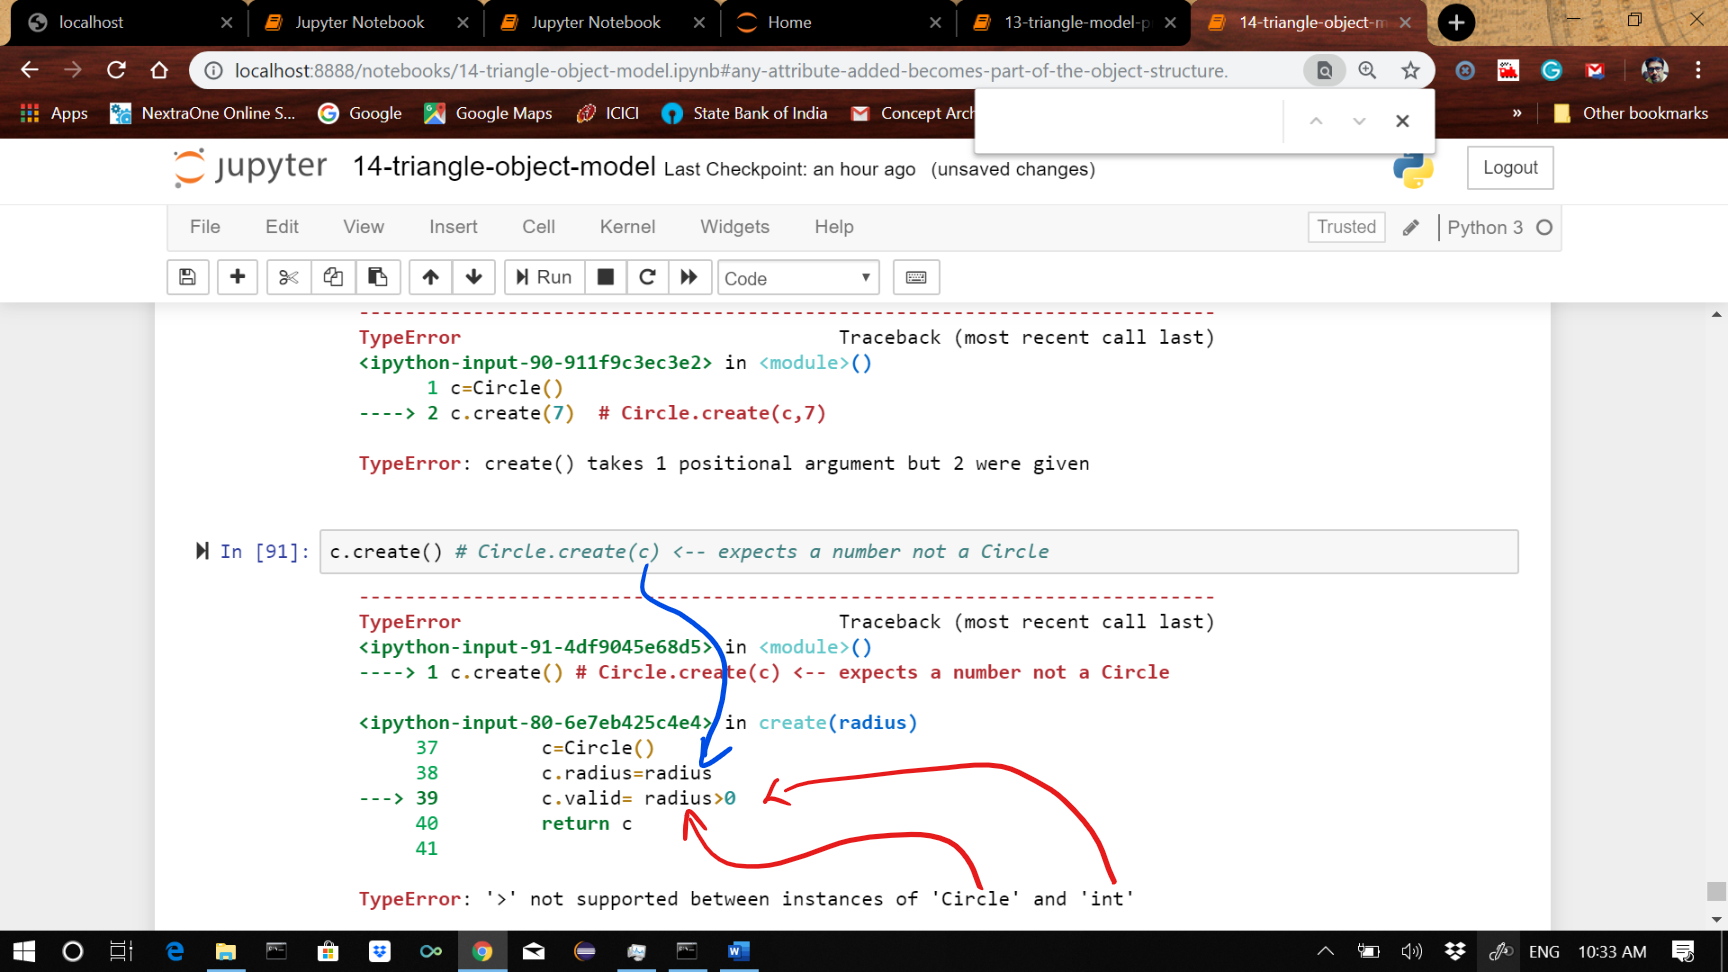 localhost
Jupyter Notebook
Jupyter Notebook
Home
13-triangle-model-p
14-triangle-object-m
localhost:8888/notebooks/14-triangle-object-model.ipynb#any-attribute-added-becomes-part-of-the-object-structure.
Apps NextraOne Online S... Google Google Maps ICICI State Bank of India Concept Arch » Other bookmarks
jupyter 14-triangle-object-model Last Checkpoint: an hour ago (unsaved changes) Logout
File Edit View Insert Cell Kernel Widgets Help Trusted Python 3
Run Code
---------------------------------------------------------------------------
TypeError Traceback (most recent call last)
<ipython-input-90-911f9c3ec3e2> in <module>()
1 c=Circle()
----> 2 c.create(7) # Circle.create(c,7)
TypeError: create() takes 1 positional argument but 2 were given
In [91]: c.create() # Circle.create(c) <-- expects a number not a Circle
---------------------------------------------------------------------------
TypeError Traceback (most recent call last)
<ipython-input-91-4df9045e68d5> in <module>()
----> 1 c.create() # Circle.create(c) <-- expects a number not a Circle
<ipython-input-80-6e7eb425c4e4> in create(radius)
37 c=Circle()
38 c.radius=radius
---> 39 c.valid= radius>0
40 return c
41
TypeError: '>' not supported between instances of 'Circle' and 'int'
ENG 10:33 AM